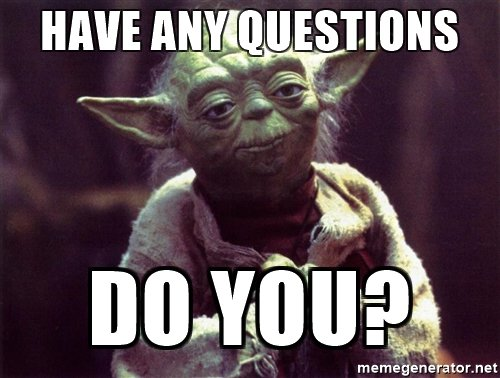 HAVE ANY QUESTIONS
DO YOU?
memegenerator.net